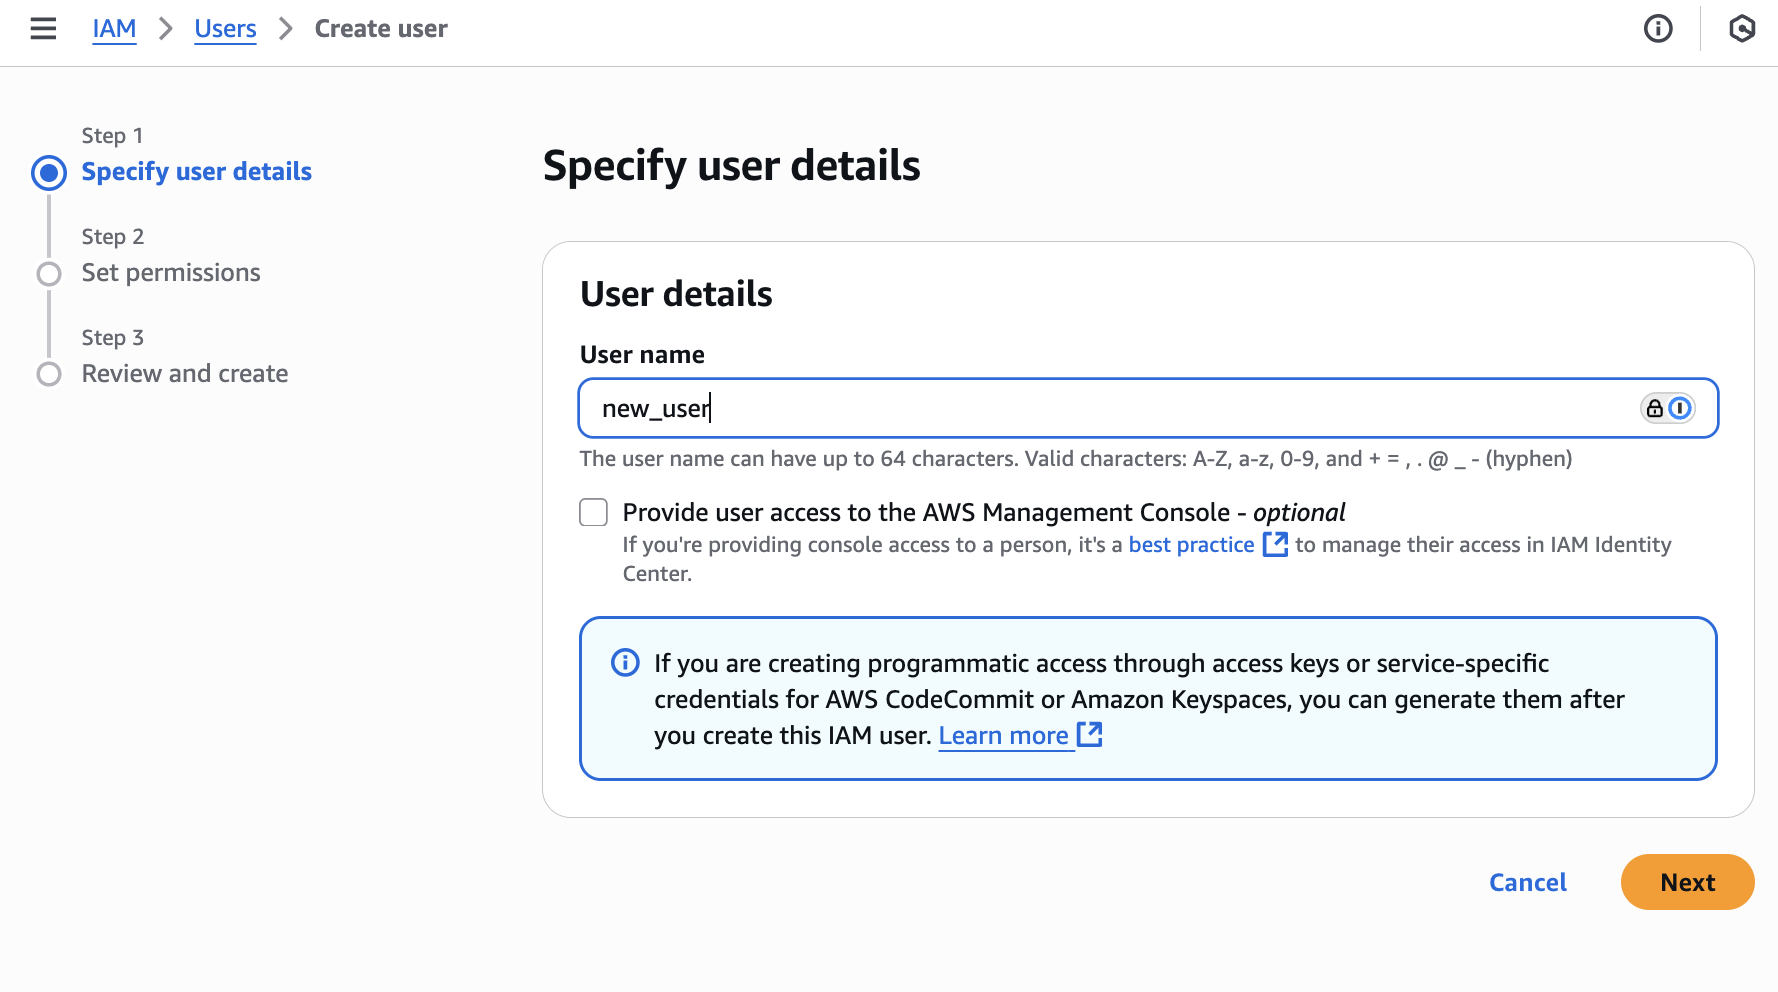 IAM > Users > Create user
Step 1
Specify user details
Step 2
Set permissions
Step 3
Review and create
Specify user details
User details
User name
new_user
The user name can have up to 64 characters. Valid characters: A-Z, a-z, 0-9, and + = , . @ _ - (hyphen)
Provide user access to the AWS Management Console - optional
If you're providing console access to a person, it's a best practice to manage their access in IAM Identity
Center.
If you are creating programmatic access through access keys or service-specific
credentials for AWS CodeCommit or Amazon Keyspaces, you can generate them after
you create this IAM user. Learn more
Cancel
Next